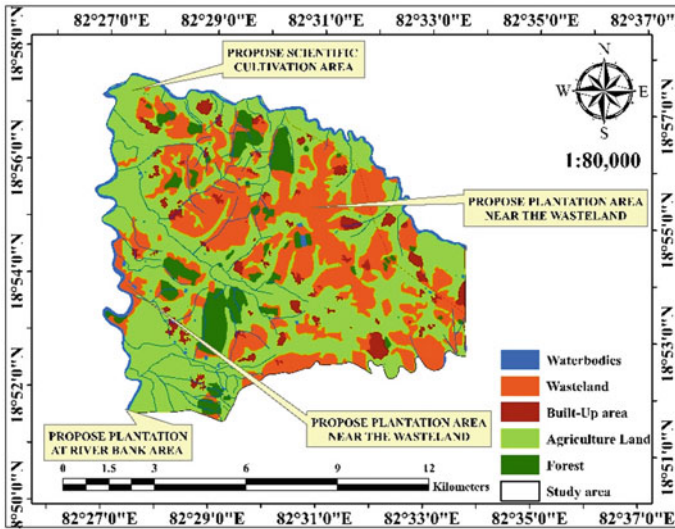 82°27'0"E 82°29'0"E 82°31'0"E 82°33'0"E 82°35'0"E 82°37'0"E
18°58'0"N
PROPOSE SCIENTIFIC
CULTIVATION AREA
N
W E
S
18°57'0"N
18°56'0"N
1:80,000
PROPOSE PLANTATION AREA
NEAR THE WASTELAND
18°55'0"N
18°54'0"N
18°53'0"N
Waterbodies
Wasteland
Built-Up area
Agriculture Land
Forest
Study area
18°52'0"N
PROPOSE PLANTATION AREA
NEAR THE WASTELAND
PROPOSE PLANTATION
AT RIVER BANK AREA
18°51'0"N
0 1.5 3 6 9 12
Kilometers
18°50'0"N
82°27'0"E 82°29'0"E 82°31'0"E 82°33'0"E 82°35'0"E 82°37'0"E